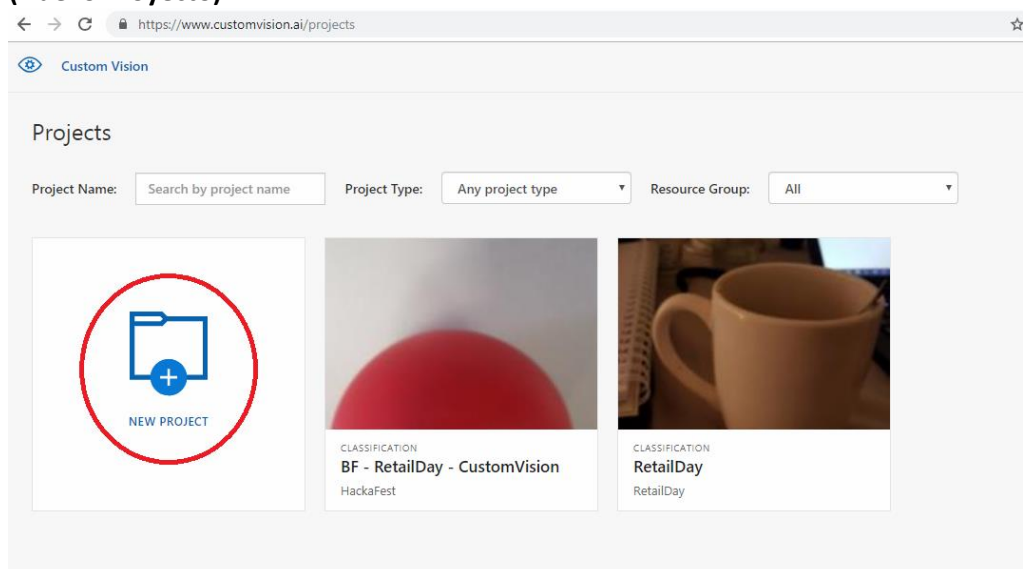 https://www.customvision.ai/projects
Custom Vision
Projects
Project Name: Search by project name Project Type: Any project type Resource Group: All
NEW PROJECT
CLASSIFICATION
BF - RetailDay - CustomVision
HackaFest
CLASSIFICATION
RetailDay
RetailDay